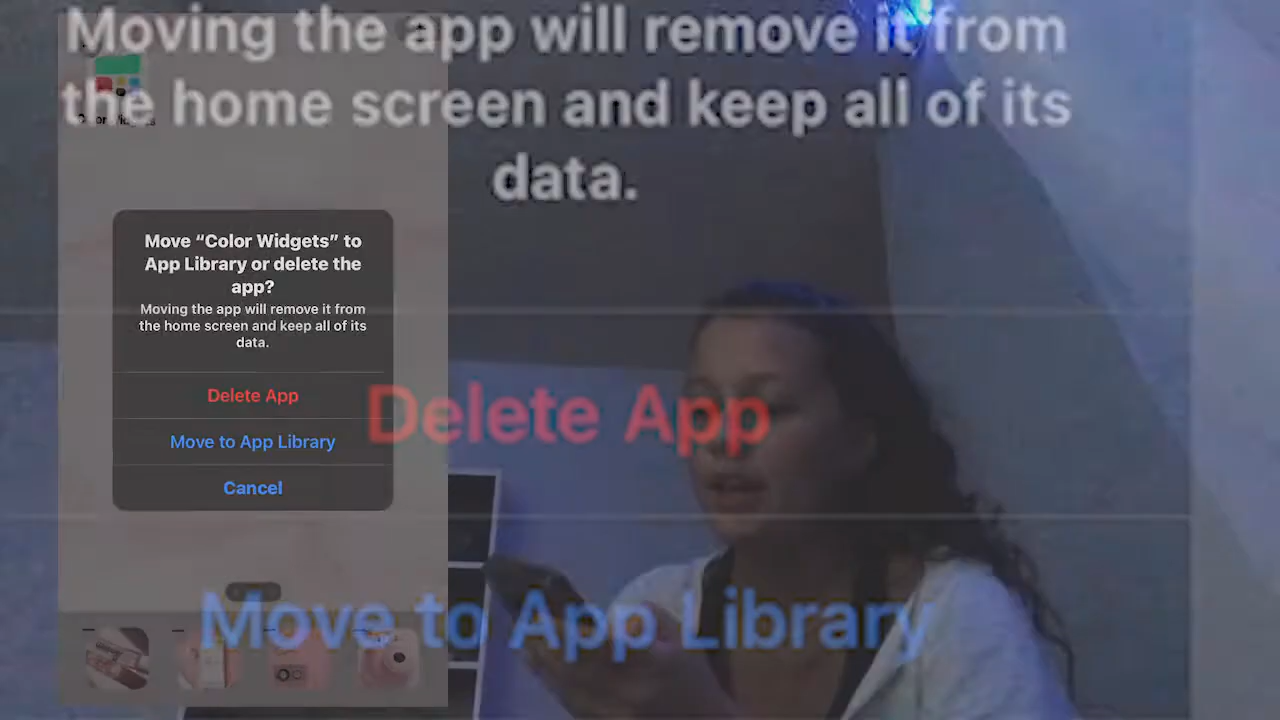 Moving the app will remove it from
the home screen and keep all of its
data.
Color Widgets
Move “Color Widgets” to
App Library or delete the
app?
Moving the app will remove it from
the home screen and keep all of its
data.
Delete App
Move to App Library
Cancel
Delete App
Move to App Library